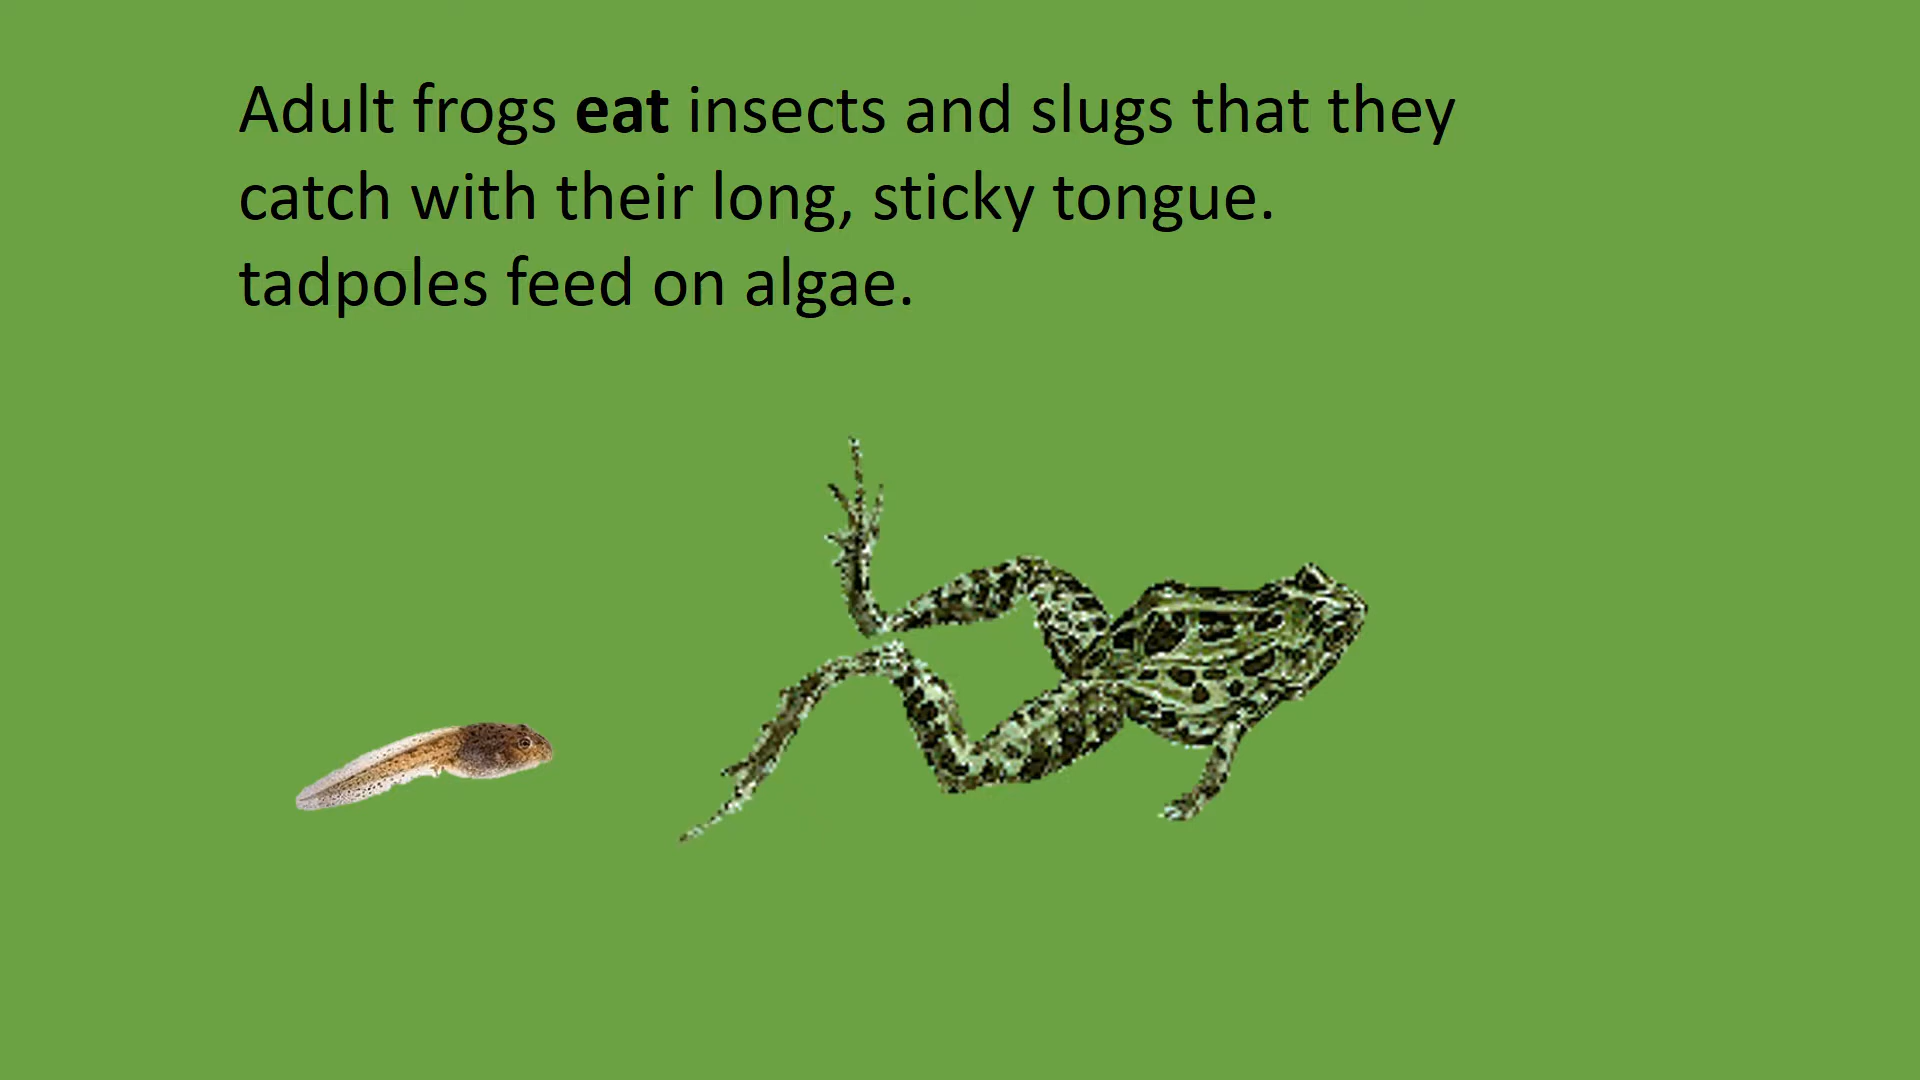 Adult frogs eat insects and slugs that they
catch with their long, sticky tongue.
tadpoles feed on algae.